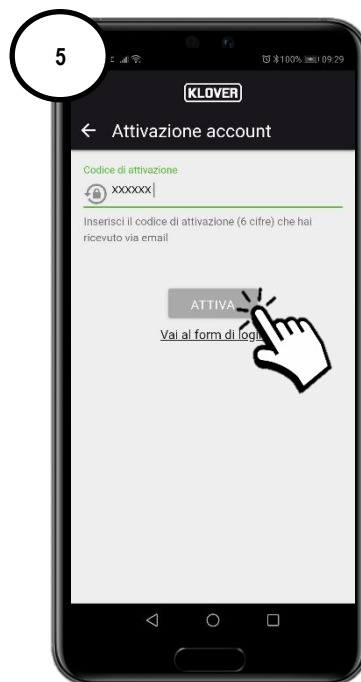 5
100% 09:29
KLOVER
Attivazione account
Codice di attivazione
xxxxxx
Inserisci il codice di attivazione (6 cifre) che hai
ricevuto via email
ATTIVA
Vai al form di login